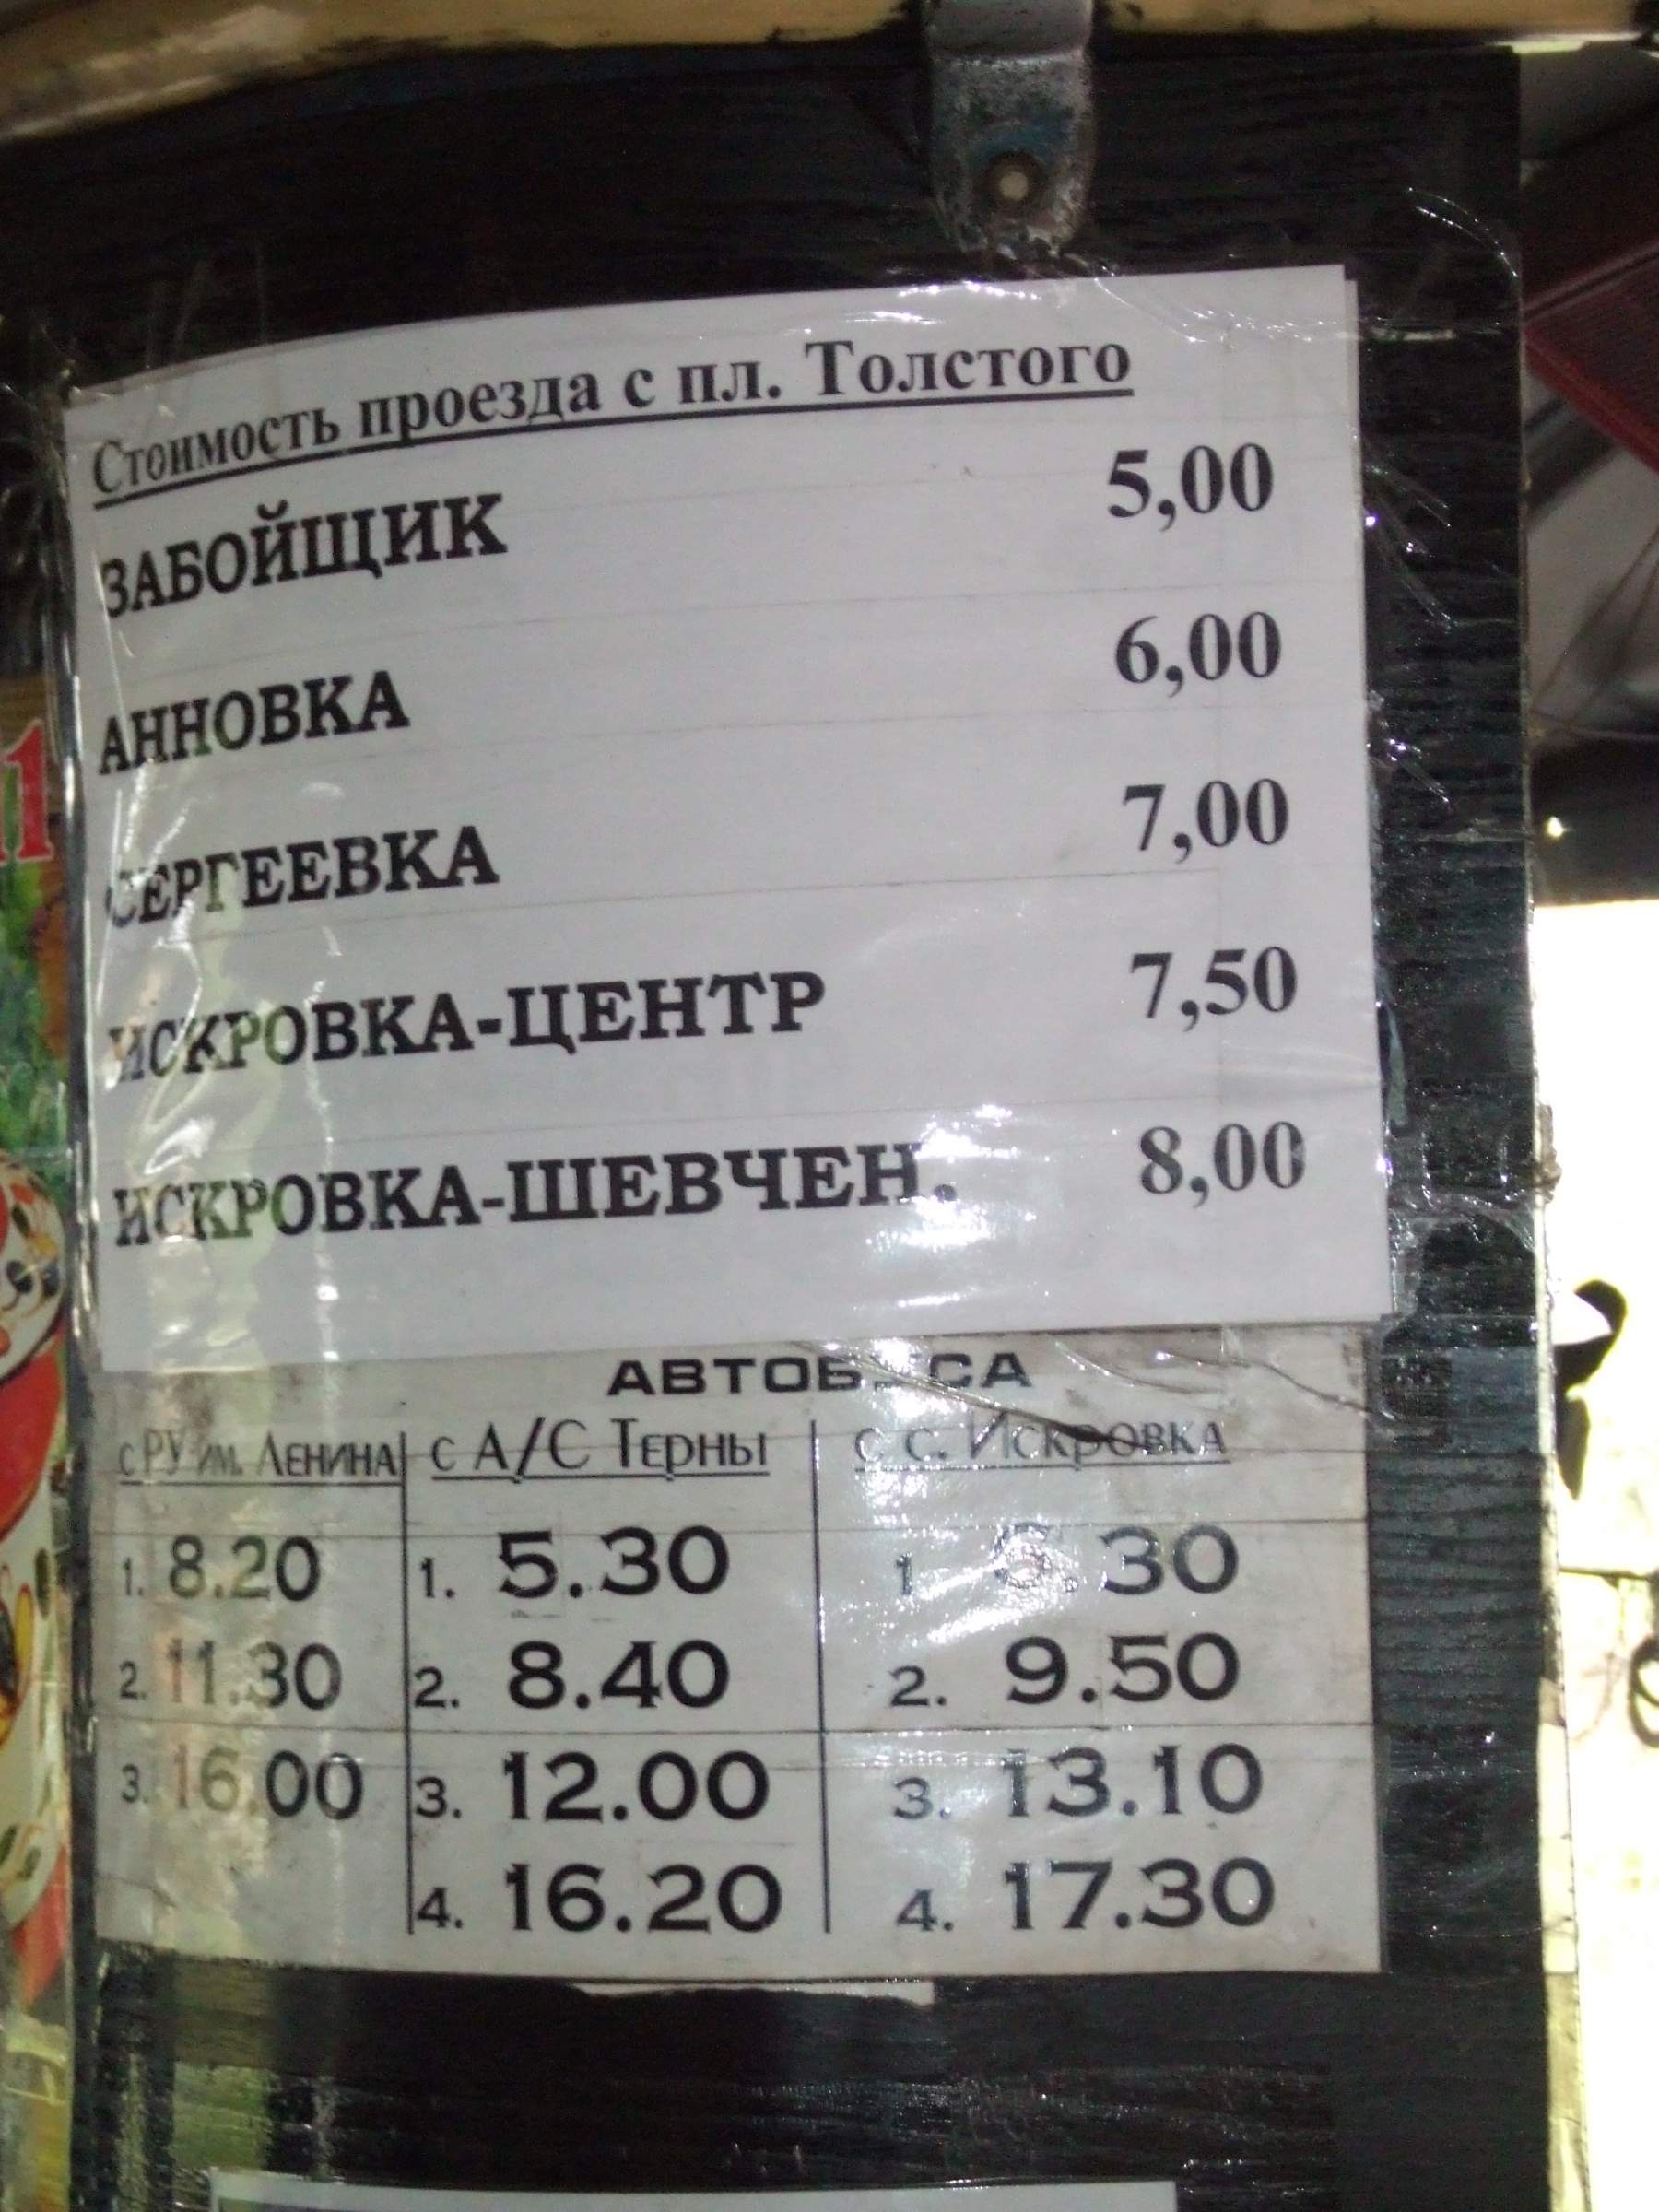 Стоимость проезда с пл. Толстого
ЗАБОЙЩИК 5,00
АННОВКА 6,00
СЕРГЕЕВКА 7,00
ИСКРОВКА-ЦЕНТР 7,50
ИСКРОВКА-ШЕВЧЕН. 8,00
АВТОБУСА
с РУ им. Ленина с А/С Терны с с. Искровка
1. 8.20 1. 5.30 1.
2. 11.30 2. 8.40 2. 9.50
3. 16.00 3. 12.00 3. 13.10
4. 16.20 4. 17.30